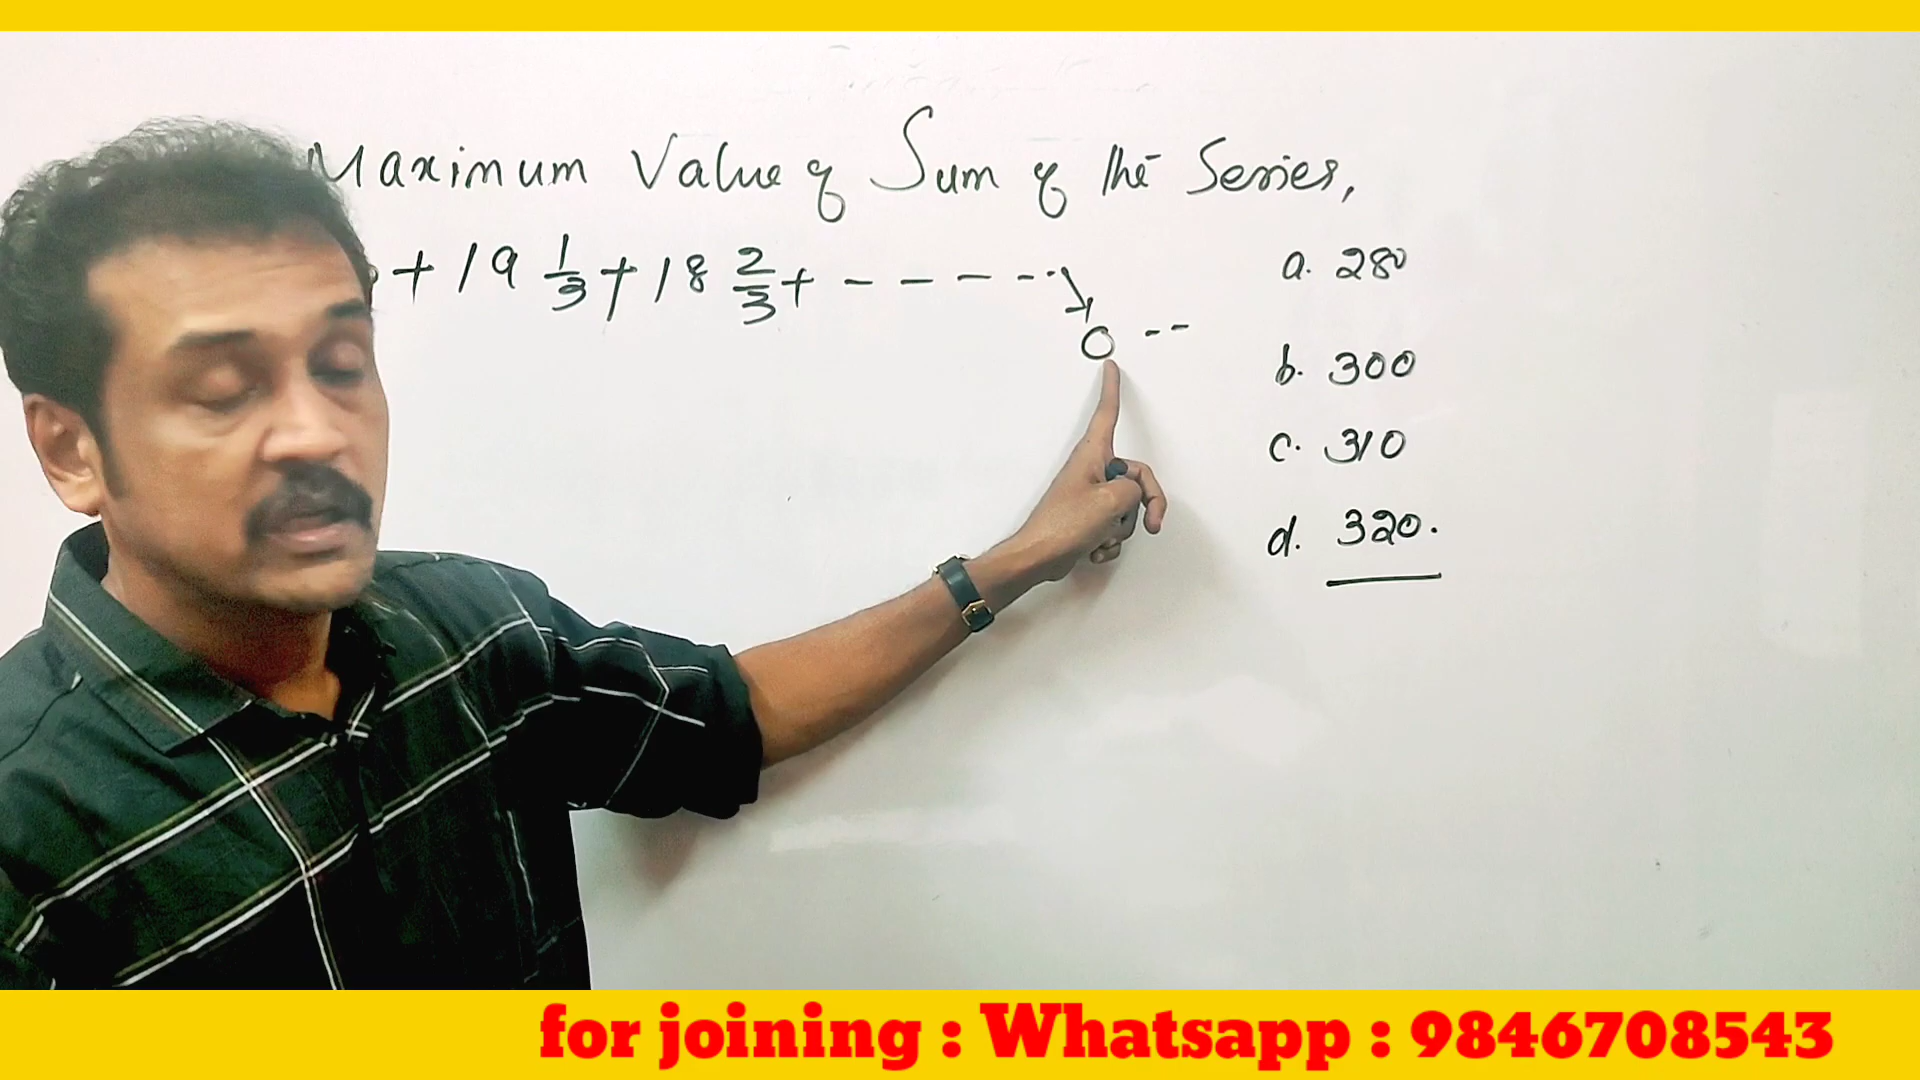 Maximum Value of Sum of the Series,
+ 19 1/3 + 18 2/3 + - - - - ...
0 --
a. 280
b. 300
c. 310
d. 320.
for joining : Whatsapp : 9846708543